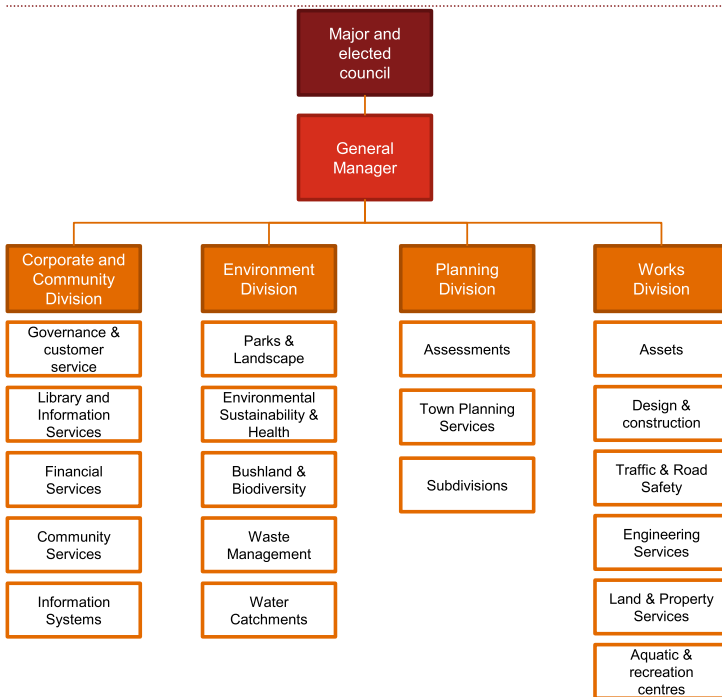 Major and
elected
council
General
Manager
Corporate and
Community
Division
Governance &
customer
service
Library and
Information
Services
Financial
Services
Community
Services
Information
Systems
Environment
Division
Parks &
Landscape
Environmental
Sustainability &
Health
Bushland &
Biodiversity
Waste
Management
Water
Catchments
Planning
Division
Assessments
Town Planning
Services
Subdivisions
Works
Division
Assets
Design &
construction
Traffic & Road
Safety
Engineering
Services
Land & Property
Services
Aquatic &
recreation
centres